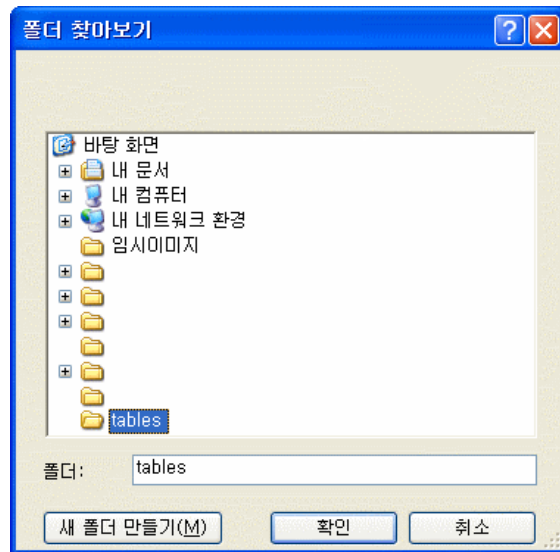 폴더 찾아보기
바탕 화면
내 문서
내 컴퓨터
내 네트워크 환경
임시이미지
tables
폴더: tables
새 폴더 만들기(M) 확인 취소